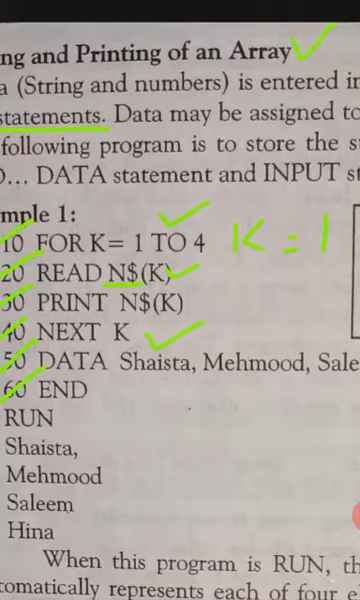 ng and Printing of an Array
a (String and numbers) is entered in
statements. Data may be assigned to
following program is to store the s
... DATA statement and INPUT st
mple 1:
10 FOR K= 1 TO 4 K = 1
20 READ N$(K)
30 PRINT N$(K)
40 NEXT K
50 DATA Shaista, Mehmood, Sale
60 END
RUN
Shaista,
Mehmood
Saleem
Hina
When this program is RUN, th
tomatically represents each of four e